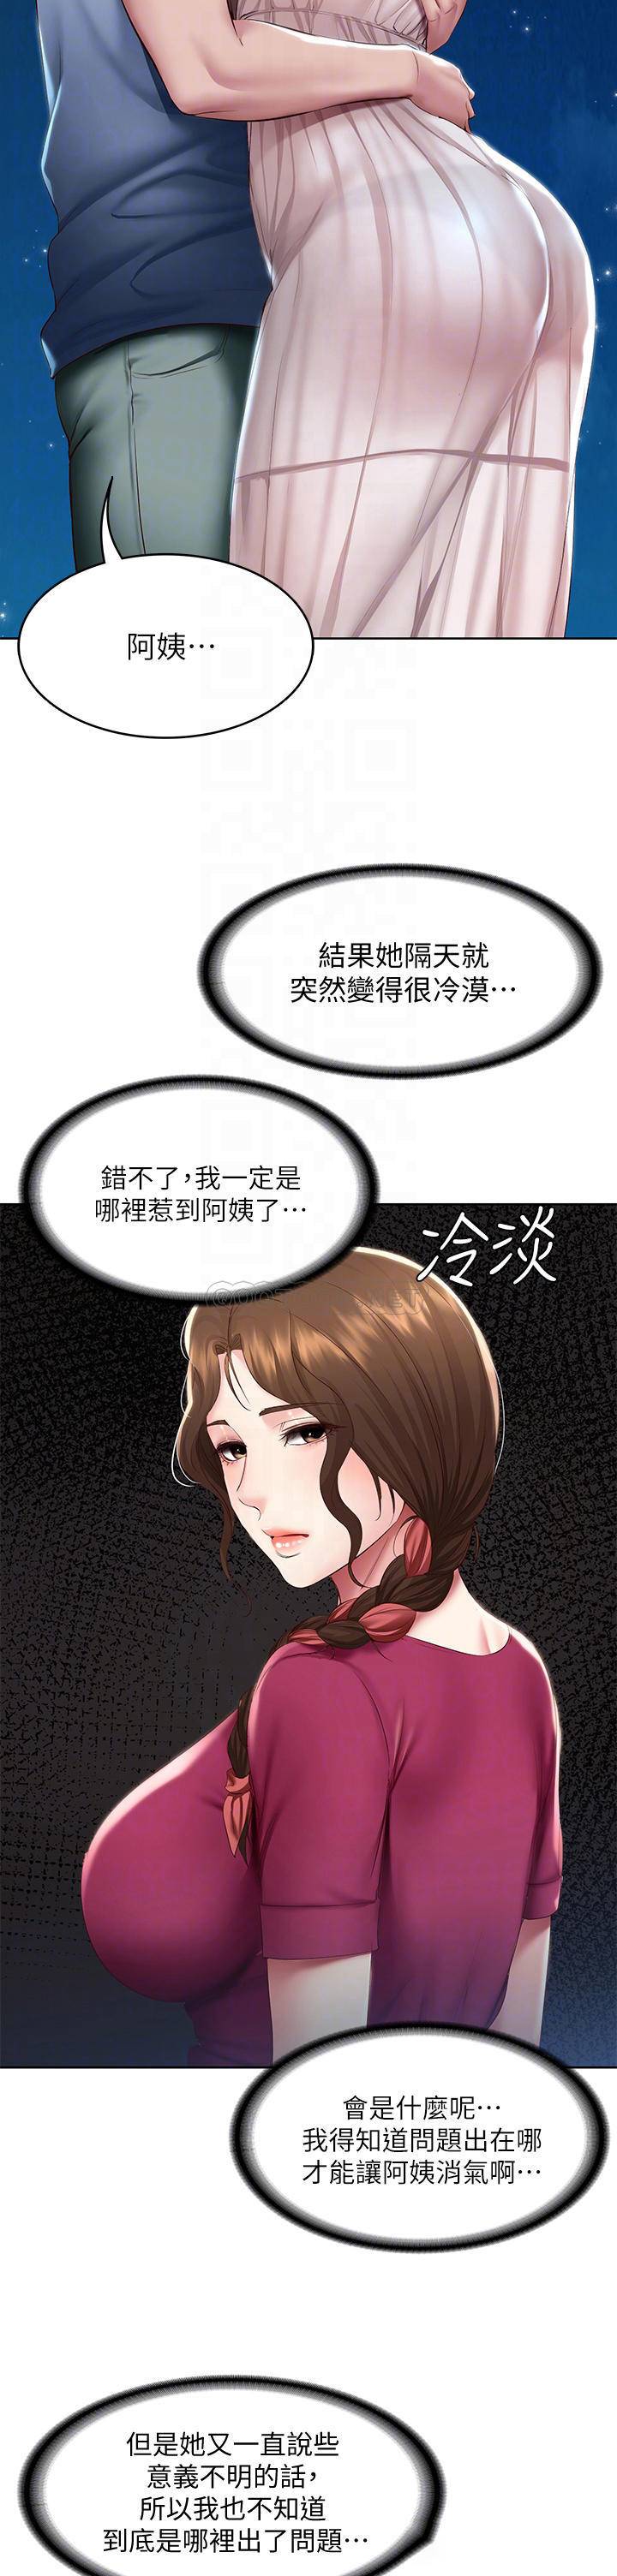 阿姨⋯
結果她隔天就
突然變得很冷漠⋯
錯不了,我一定是
哪裡惹到阿姨了⋯
冷淡
會是什麼呢⋯
我得知道問題出在哪
才能讓阿姨消氣啊⋯
但是她又一直說些
意義不明的話,
所以我也不知道
到底是哪裡出了問題⋯